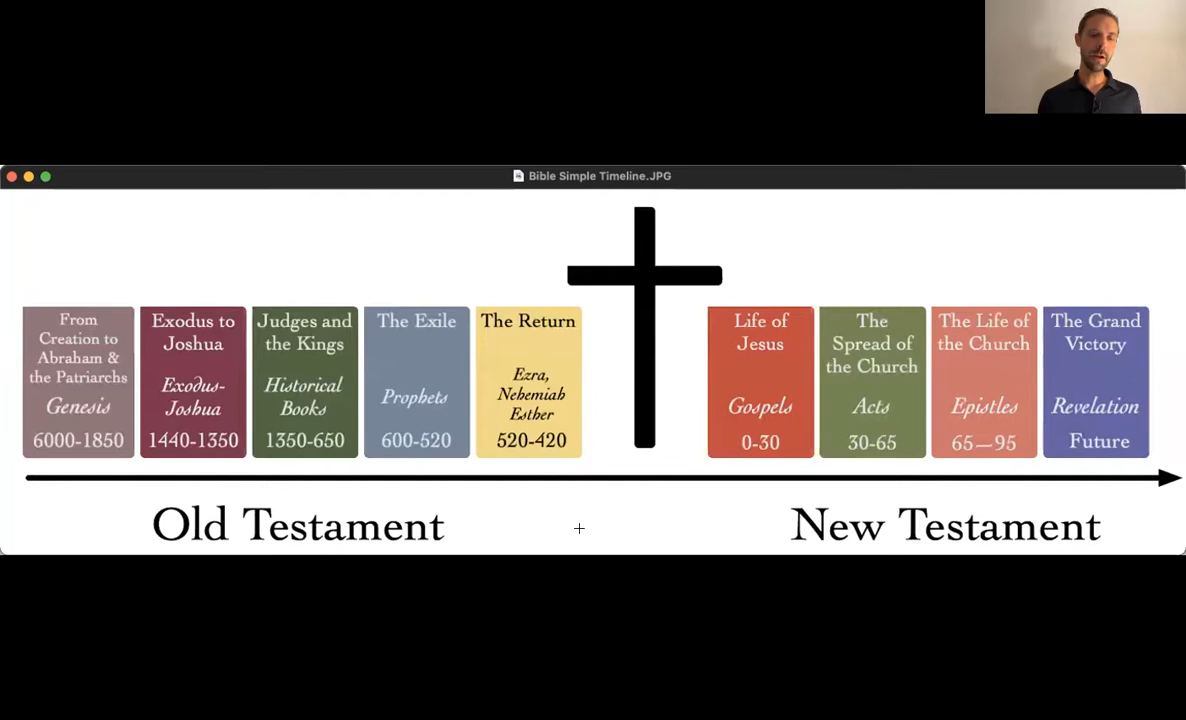 Bible Simple Timeline.JPG
From
Creation to
Abraham &
the Patriarchs
Genesis
6000-1850
Exodus to
Joshua
Exodus-
Joshua
1440-1350
Judges and
the Kings
Historical
Books
1350-650
The Exile
Prophets
600-520
The Return
Ezra,
Nehemiah
Esther
520-420
Life of
Jesus
Gospels
0-30
The
Spread of
the Church
Acts
30-65
The Life of
the Church
Epistles
65—95
The Grand
Victory
Revelation
Future
Old Testament
New Testament